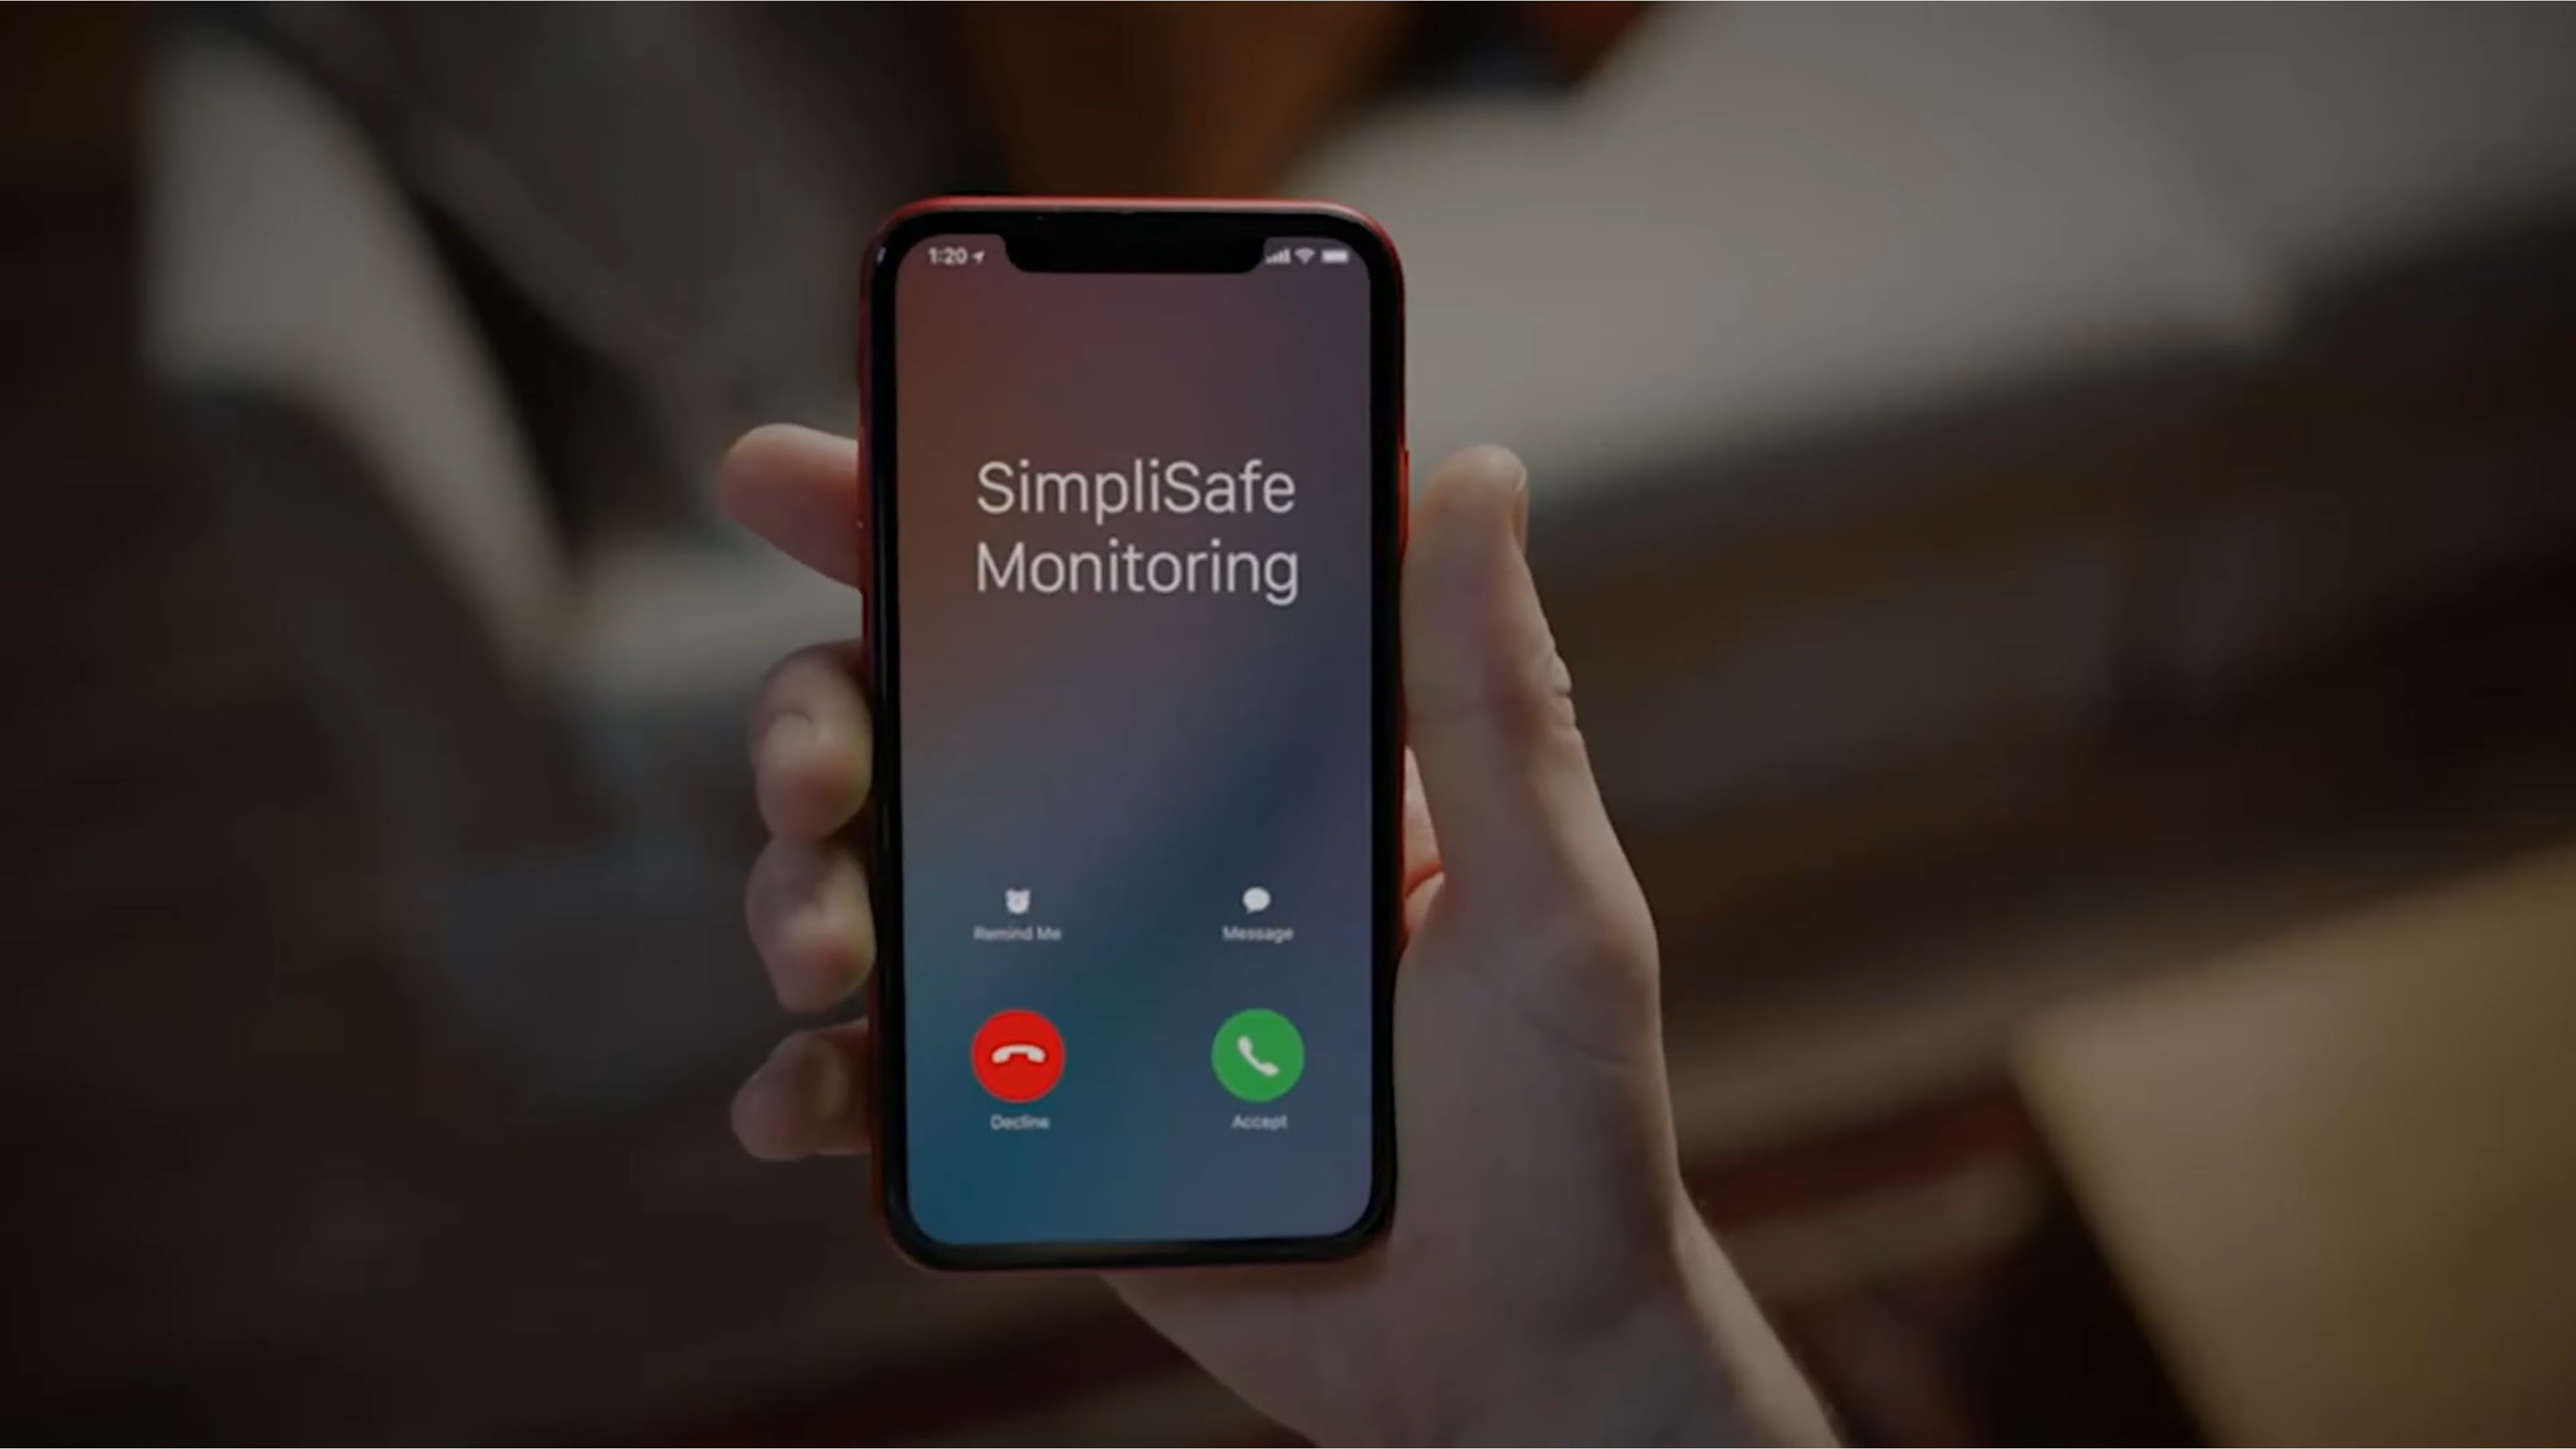 1:20
SimpliSafe
Monitoring
Remind Me
Message
Decline
Accept